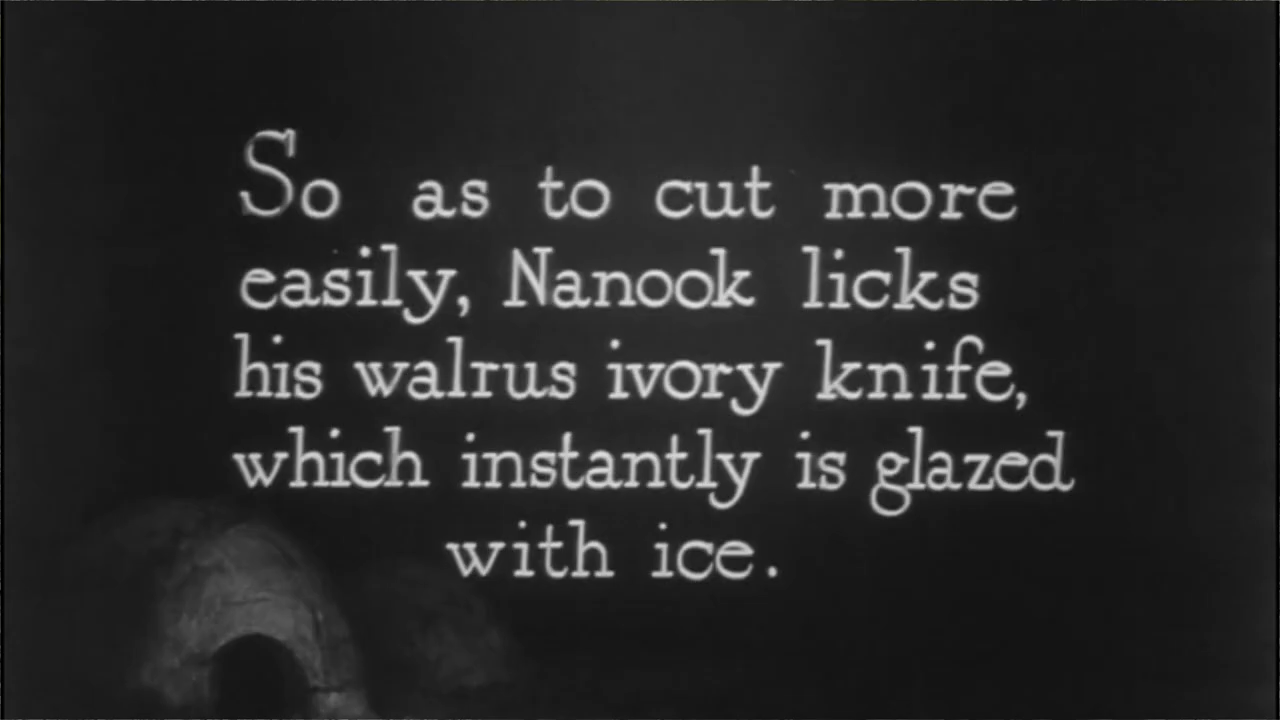 So as to cut more
easily, Nanook licks
his walrus ivory knife,
which instantly is glazed
with ice.